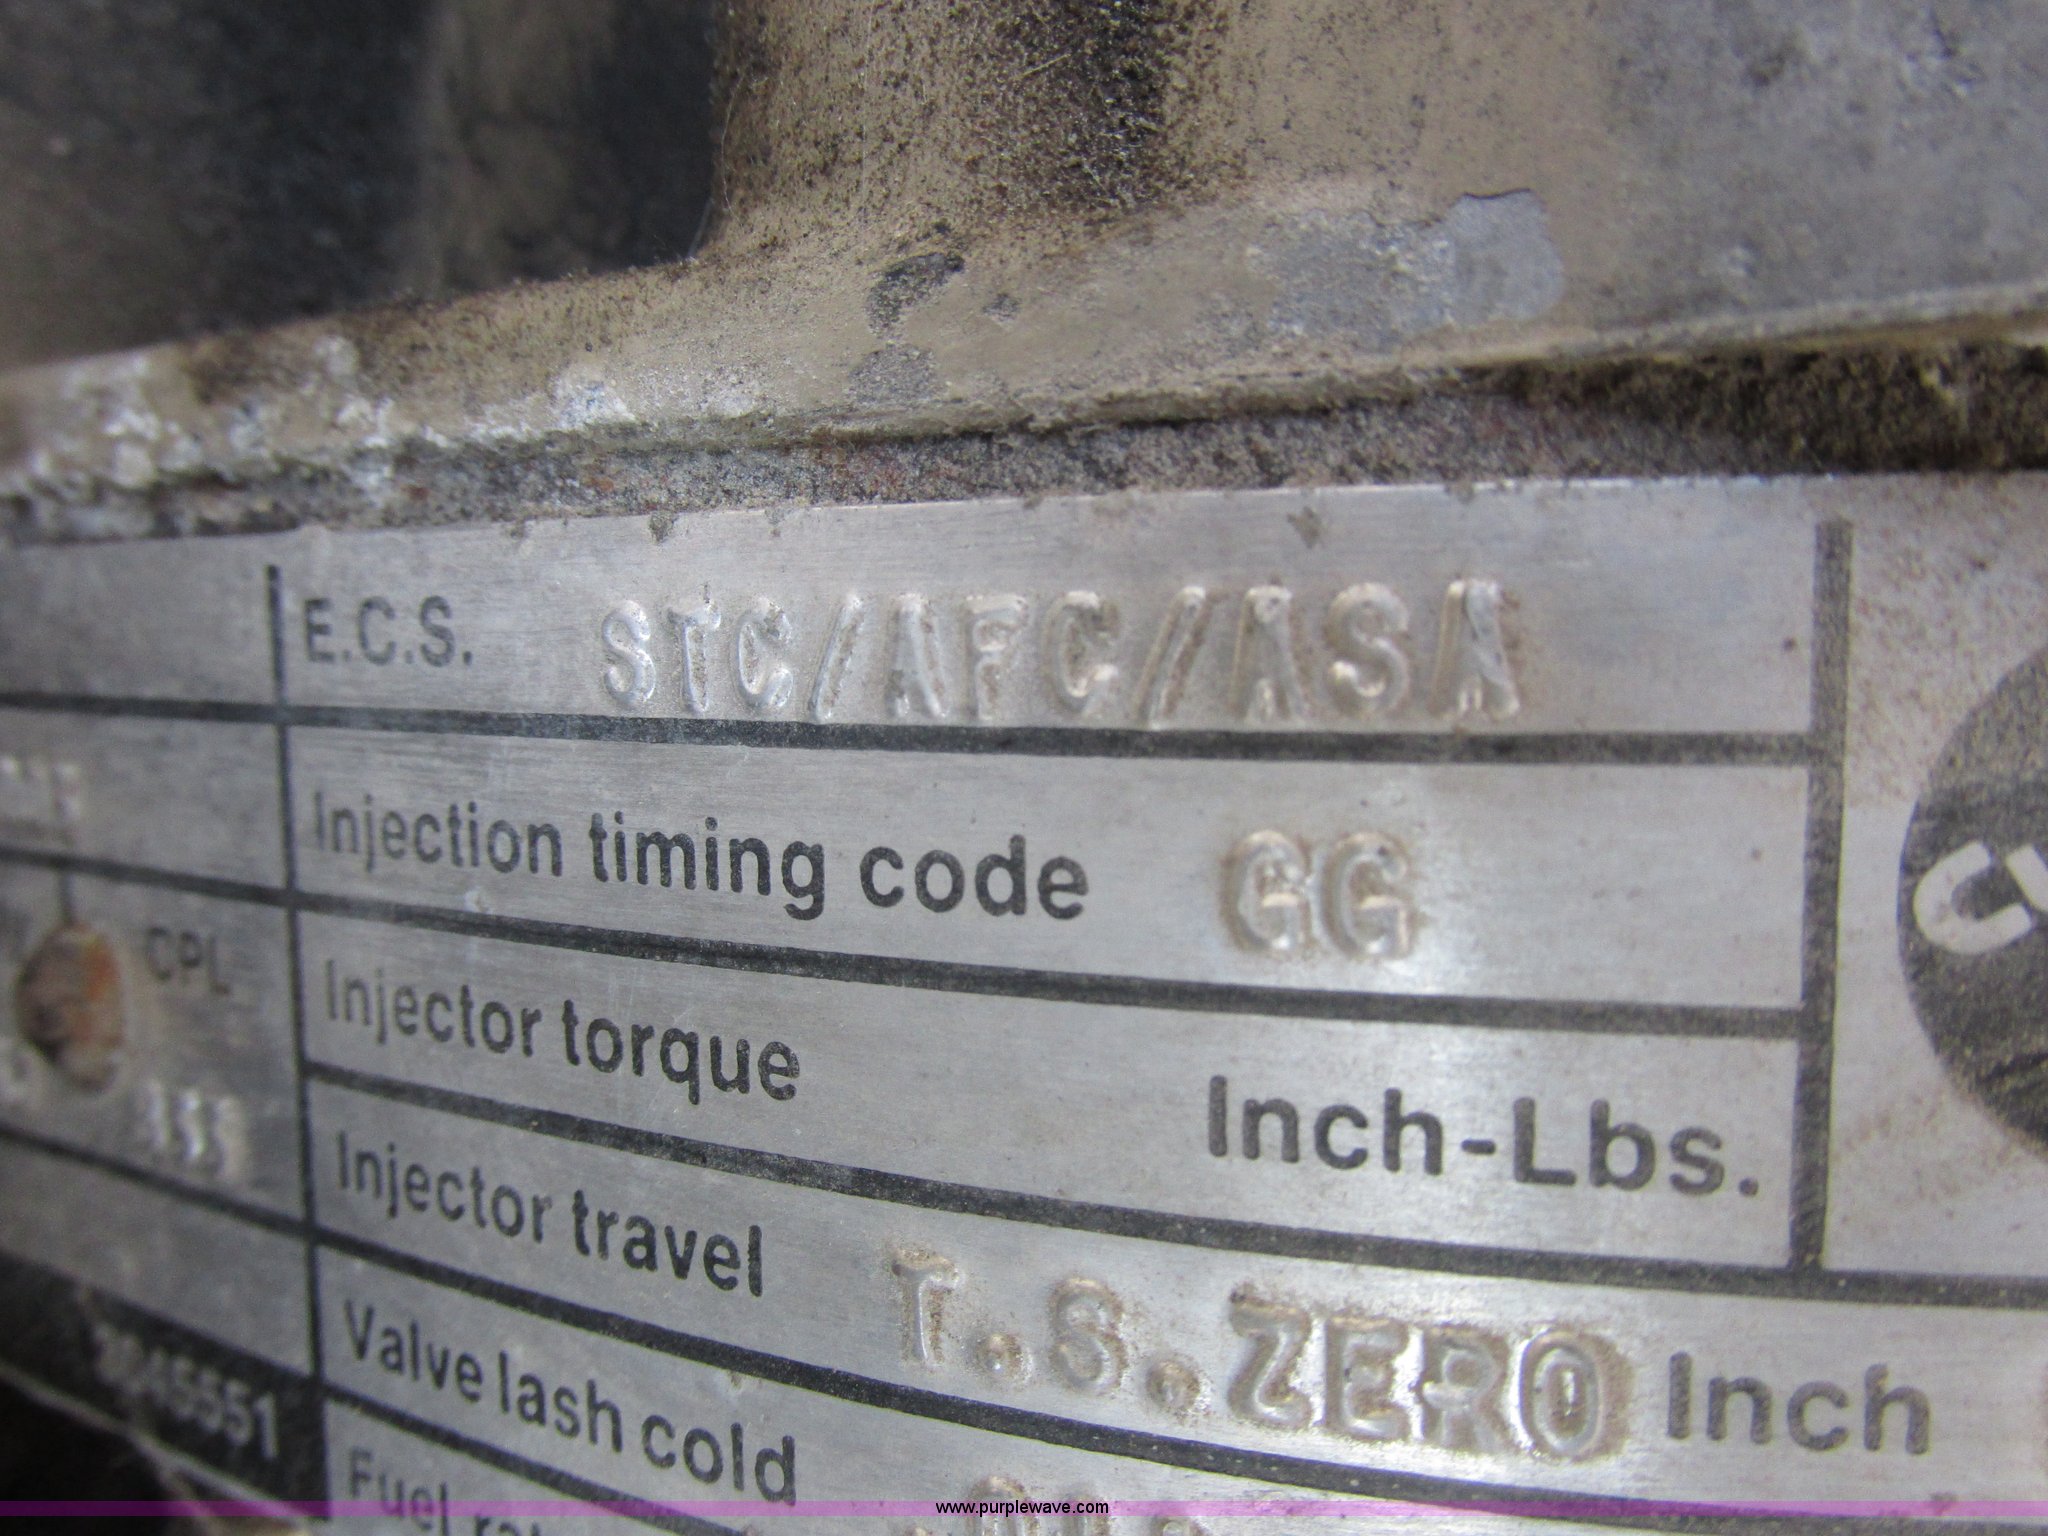 E.C.S. STC/AFC/ASA
Injection timing code GG
CPL
Injector torque Inch-Lbs.
Injector travel T.S.ZERO Inch
Valve lash cold
Fuel
www.purplewave.com